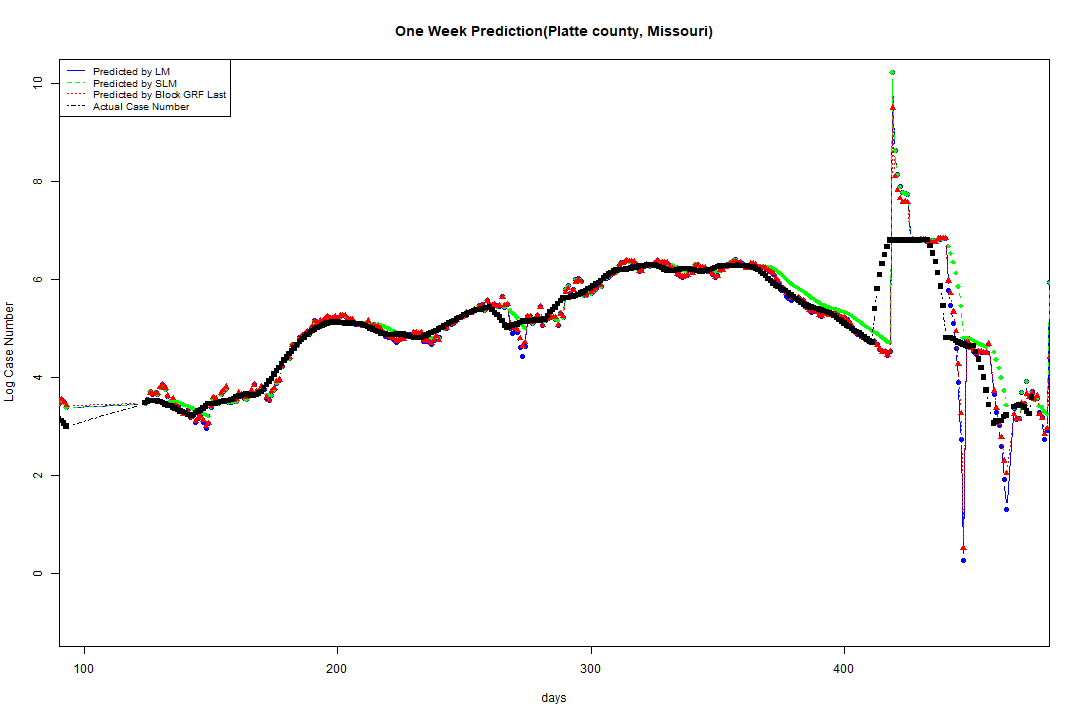 One Week Prediction(Platte county, Missouri)
Predicted by LM
Predicted by SLM
Predicted by Block GRF Last
Actual Case Number
Log Case Number
10
8
6
4
2
0
100 200 300 400
days